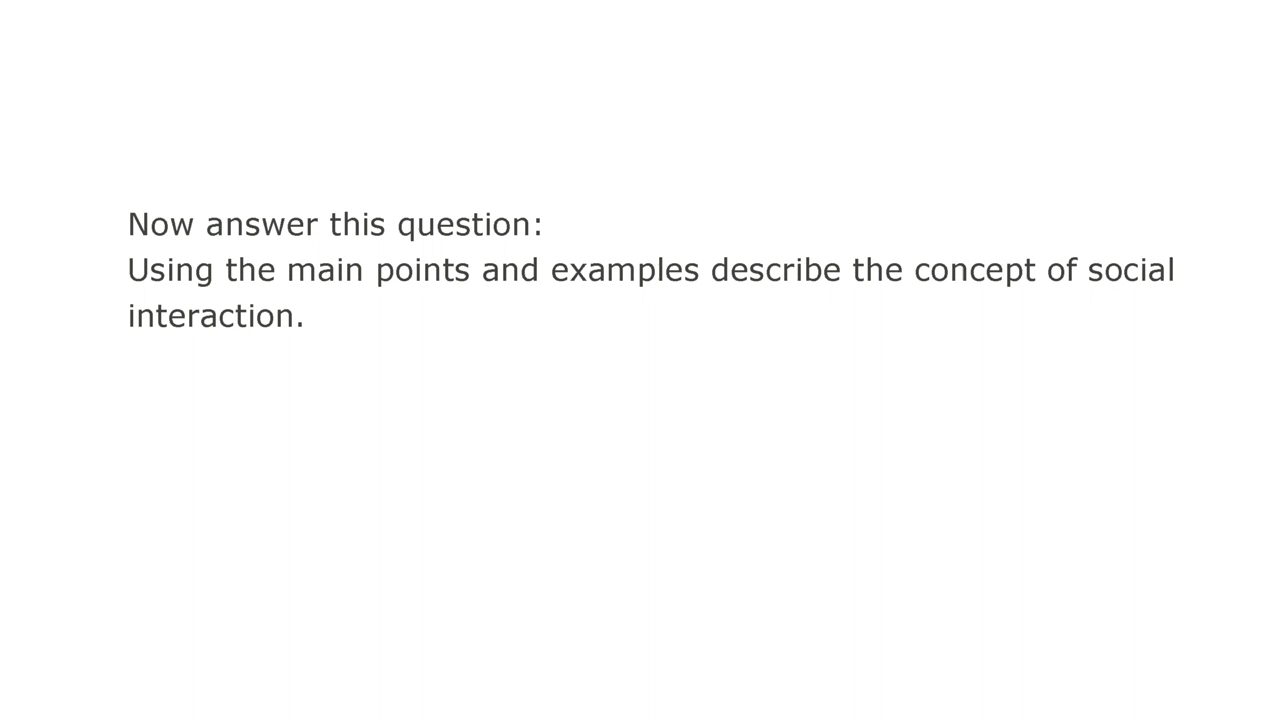 Now answer this question:
Using the main points and examples describe the concept of social
interaction.